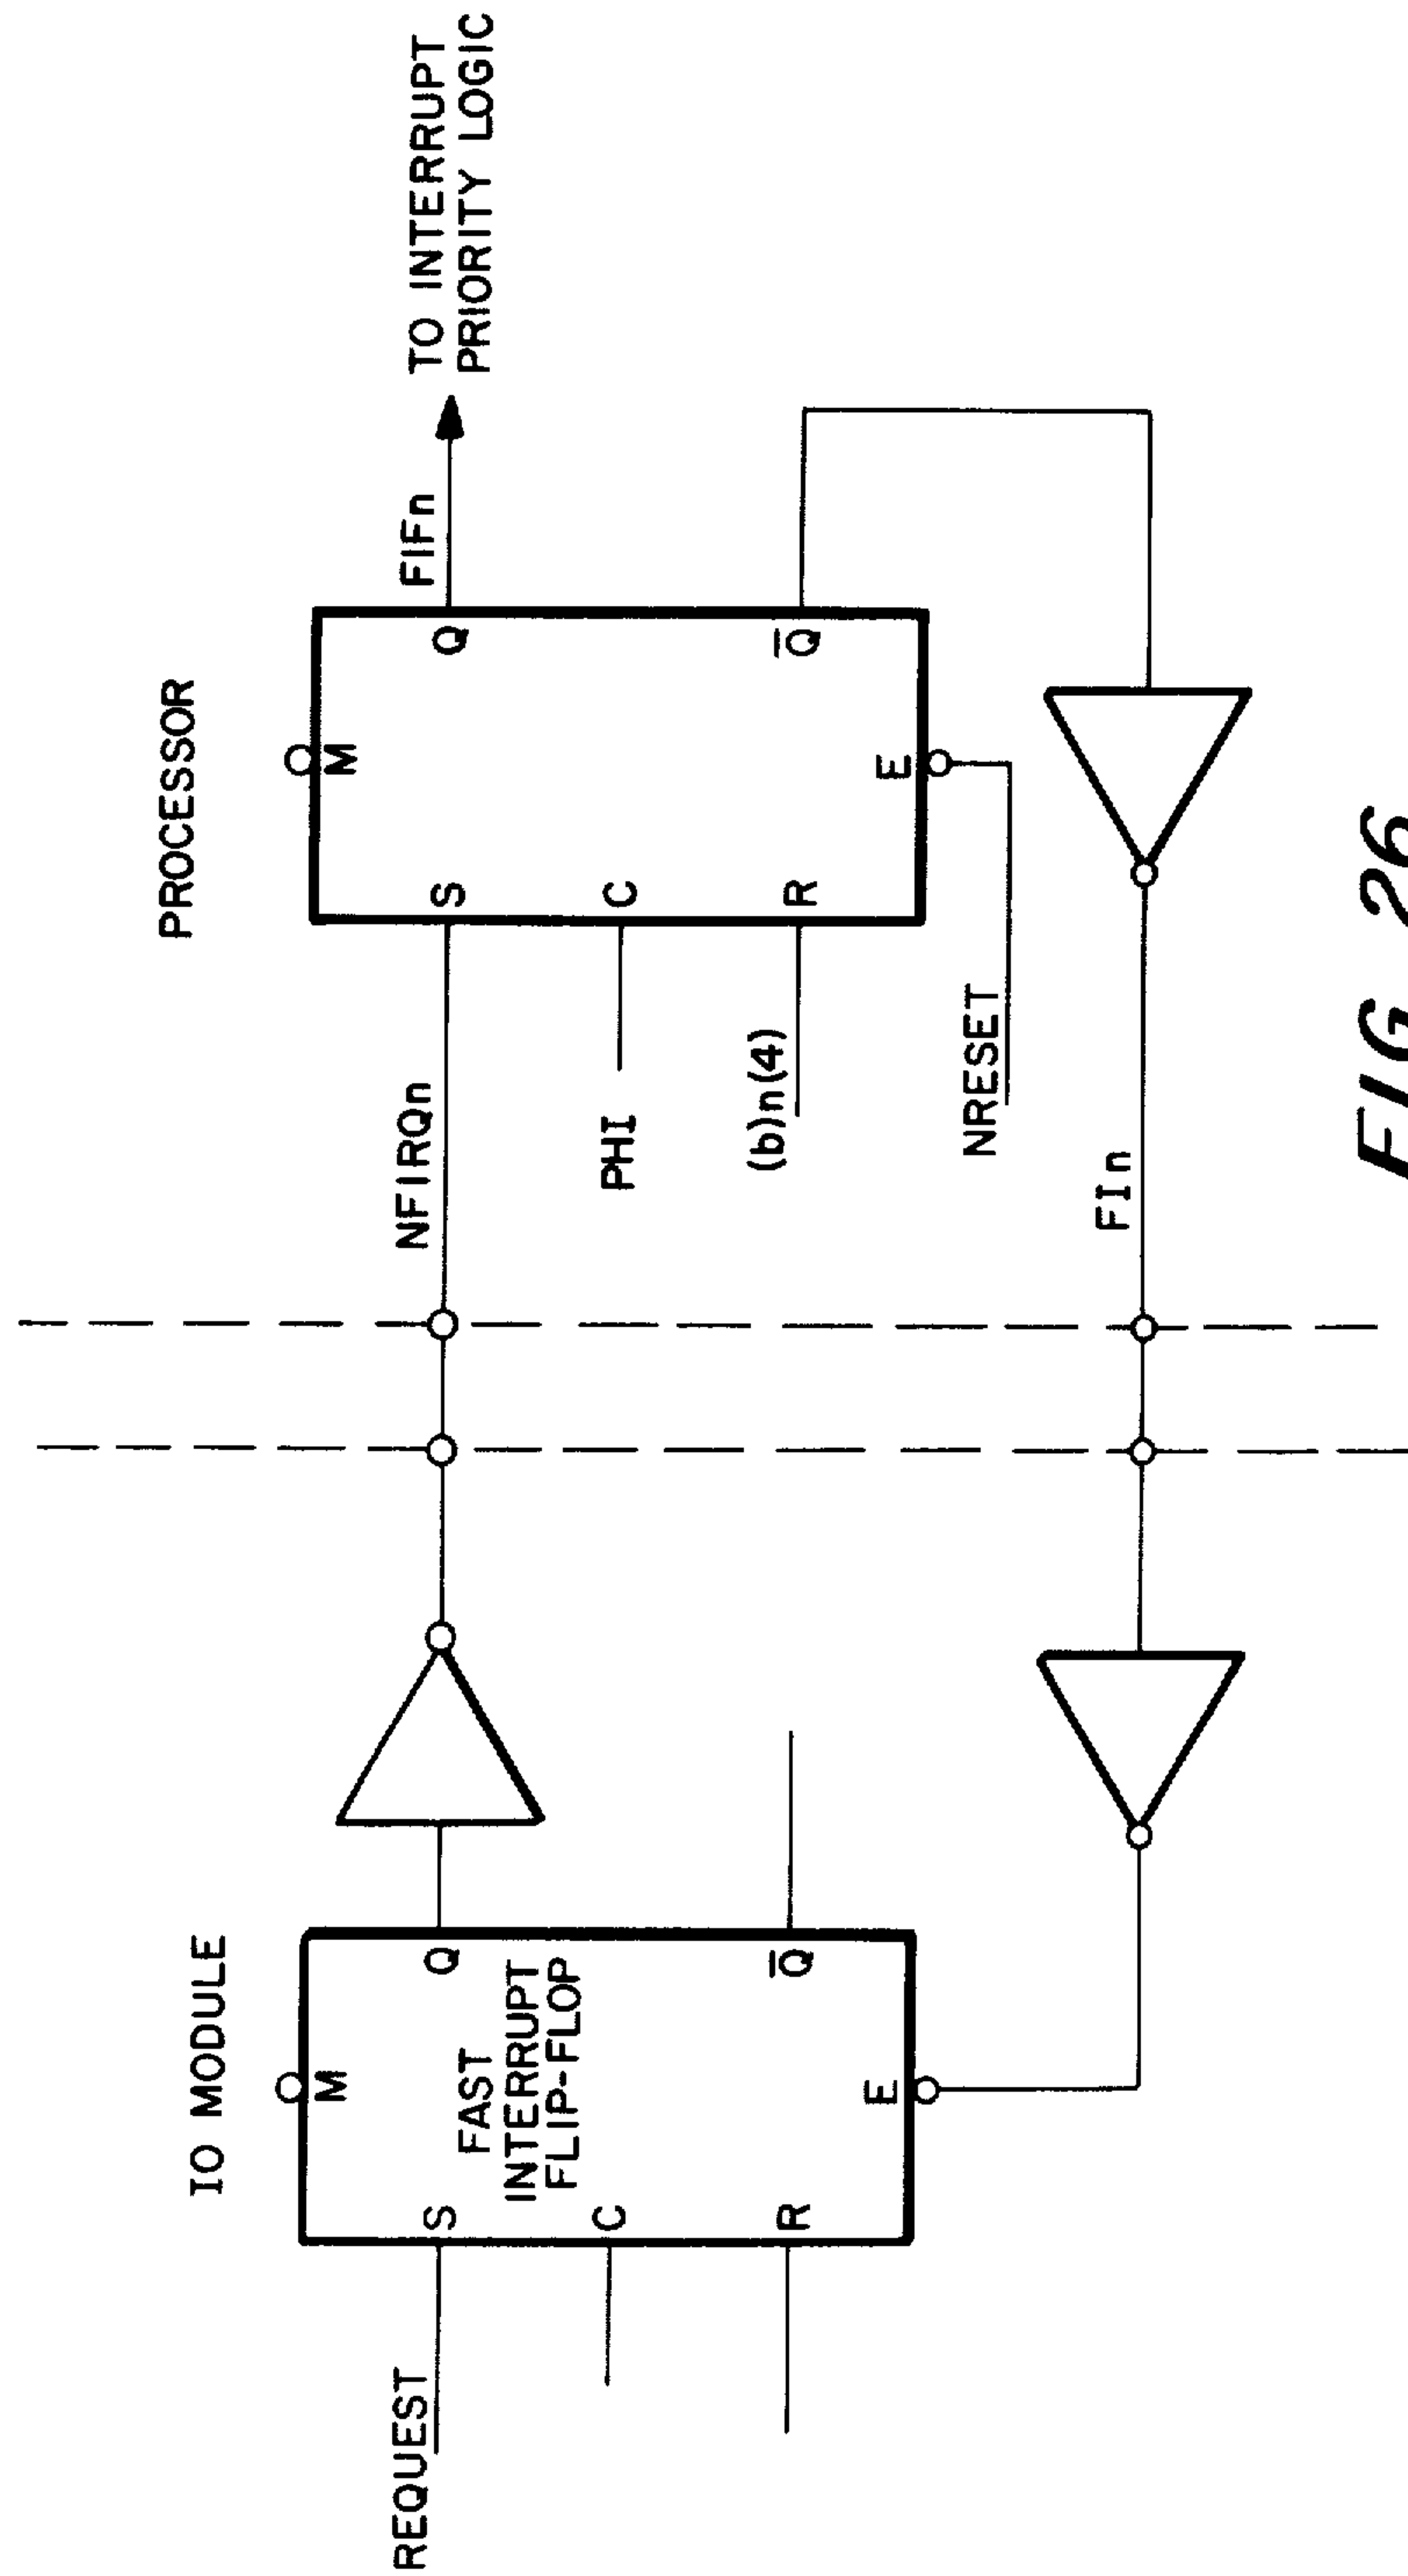 IO MODULE
PROCESSOR
REQUEST
S
C
R
M
E
Q
Q̅
FAST
INTERRUPT
FLIP-FLOP
NFIRQn
PHI
(b)n(4)
NRESET
S
C
R
M
E
Q
Q̅
FIFn
TO INTERRUPT
PRIORITY LOGIC
FIn
FIG 26